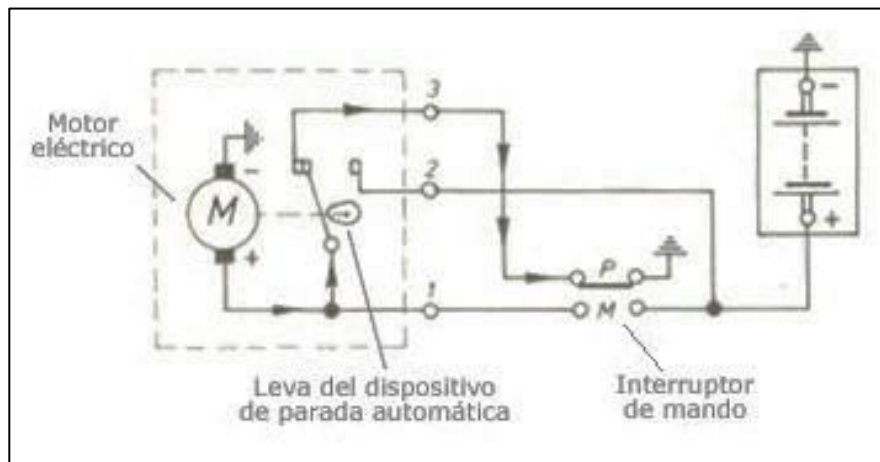 3
Motor
eléctrico
-
-
2
M
+
+
P
1
M
Leva del dispositivo
de parada automática
Interruptor
de mando